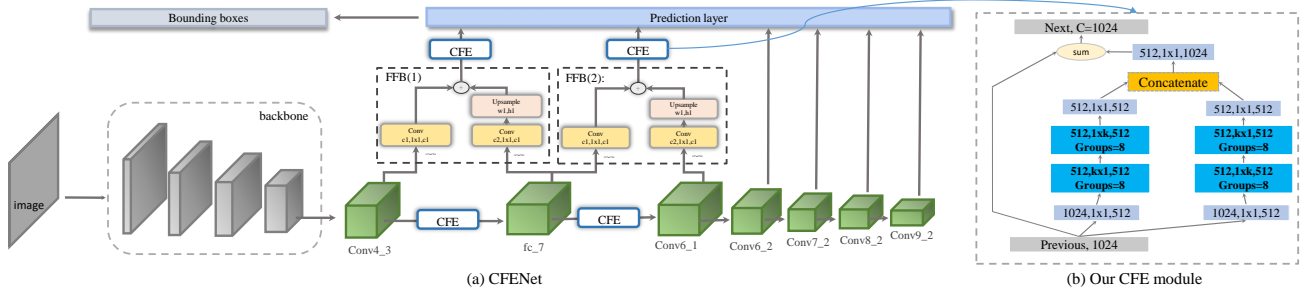 Bounding boxes
Prediction layer
CFE
CFE
FFB(1)
FFB(2):
Upsample
w1,h1
Upsample
w1,h1
Conv
c1,1x1,c1
Conv
c2,1x1,c1
Conv
c1,1x1,c1
Conv
c2,1x1,c1
backbone
image
CFE
CFE
Conv4_3
fc_7
Conv6_1
Conv6_2
Conv7_2
Conv8_2
Conv9_2
(a) CFENet
Next, C=1024
sum
512,1x1,1024
Concatenate
512,1x1,512
512,1x1,512
512,1xk,512
Groups=8
512,kx1,512
Groups=8
512,kx1,512
Groups=8
512,1xk,512
Groups=8
1024,1x1,512
1024,1x1,512
Previous, 1024
(b) Our CFE module